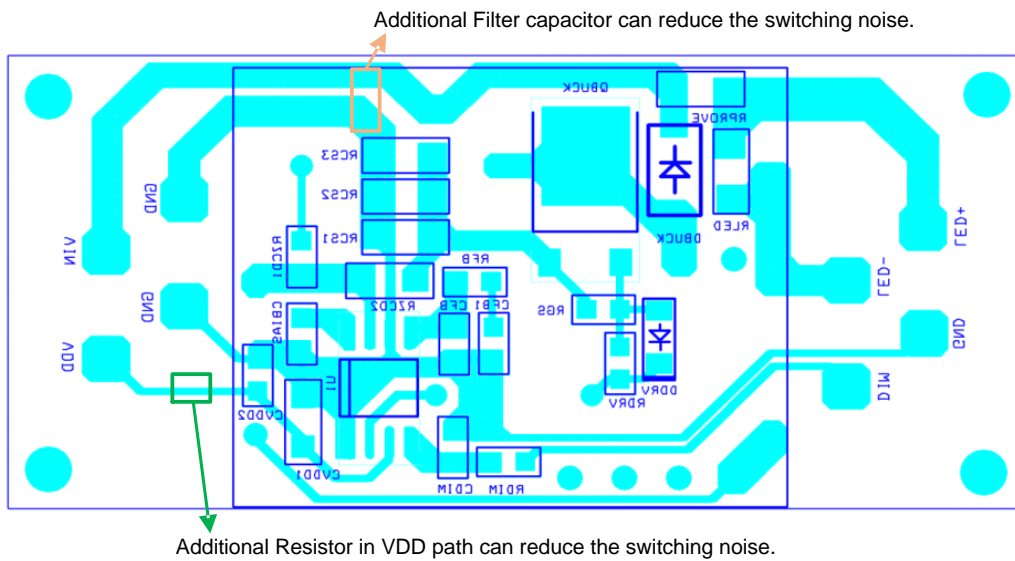 Additional Filter capacitor can reduce the switching noise.
QBUCK
RPROVE
RCS3
RCS2
GND
RLED
LED+
VIN
RCS1
DBUCK
RZCD1
RFB
LED-
RZCD2
CFB
CFB1
RGS
GND
CBIAS
GND
VDD
U1
DDRV
RDRV
DIM
CVDD2
CVDD1
CDIM
RDIM
Additional Resistor in VDD path can reduce the switching noise.